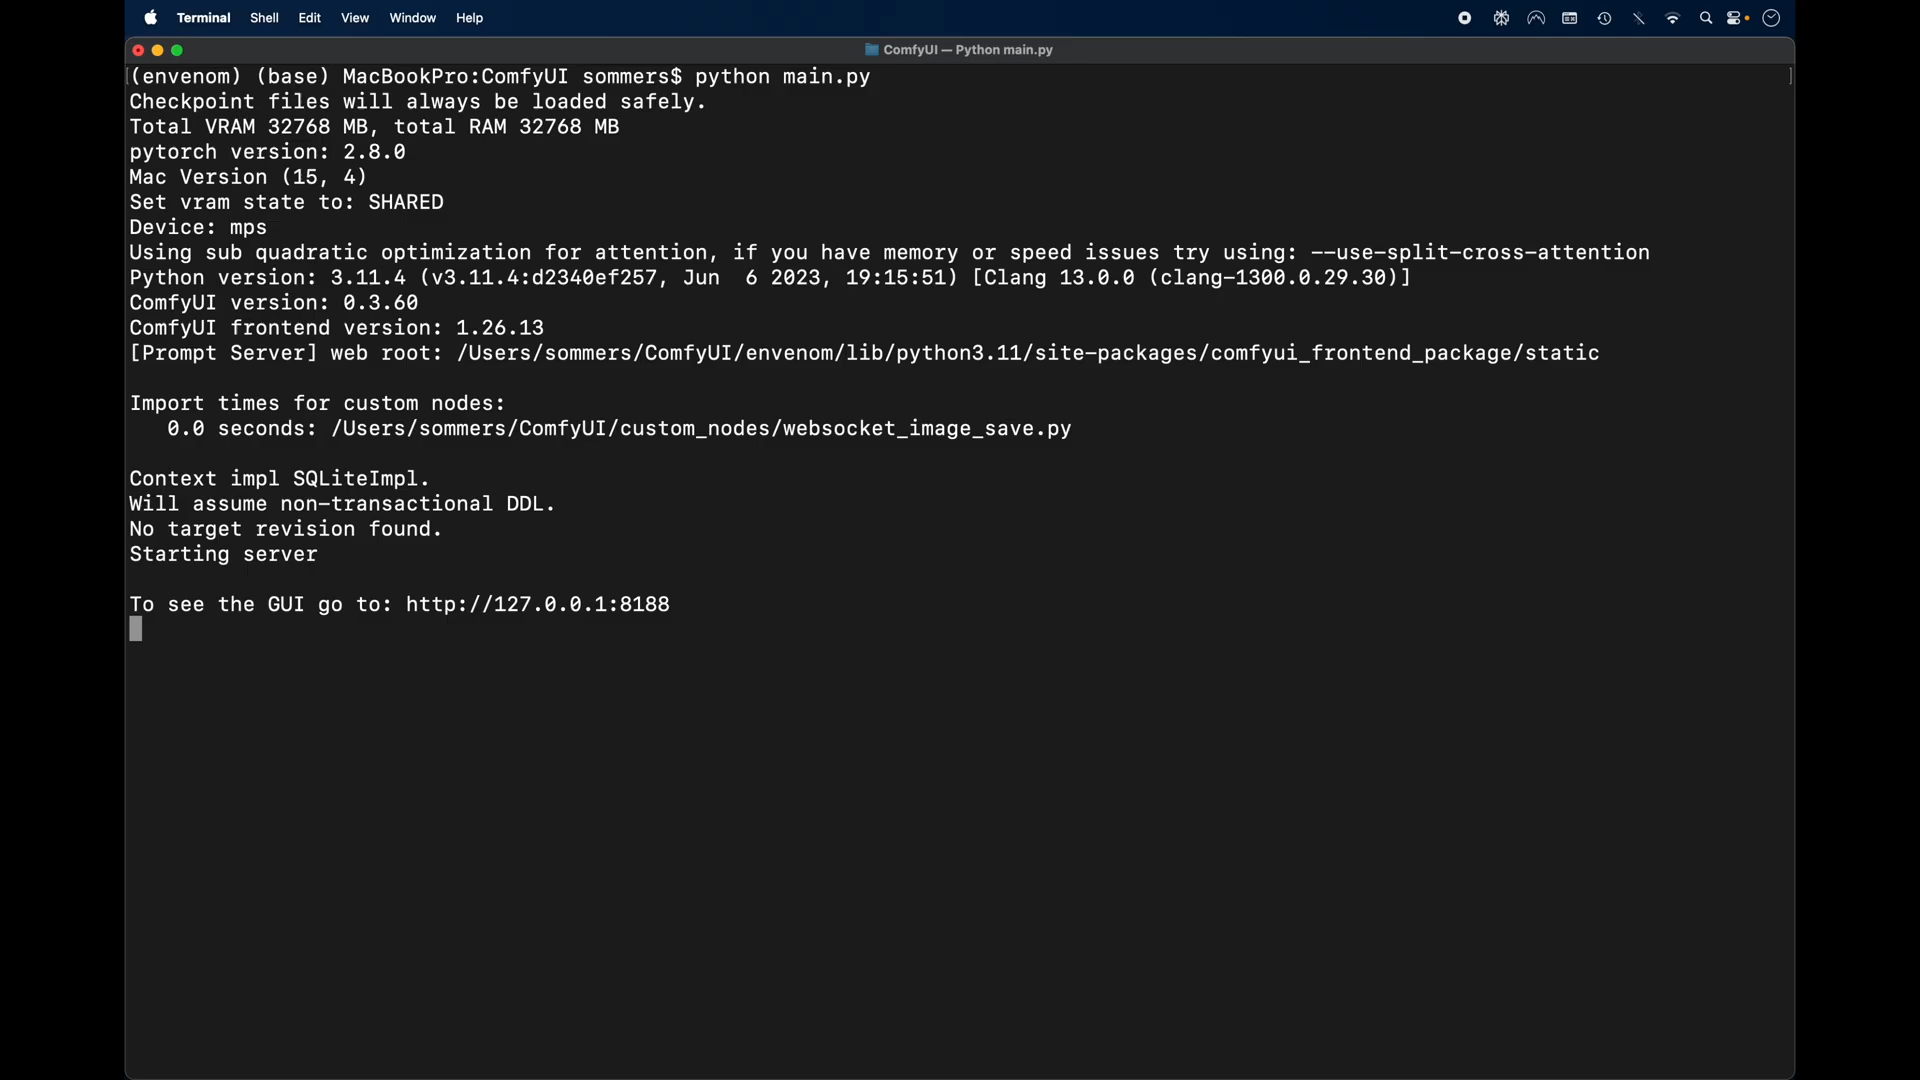 Terminal Shell Edit View Window Help
ComfyUI — Python main.py
(envenom) (base) MacBookPro:ComfyUI sommers$ python main.py
Checkpoint files will always be loaded safely.
Total VRAM 32768 MB, total RAM 32768 MB
pytorch version: 2.8.0
Mac Version (15, 4)
Set vram state to: SHARED
Device: mps
Using sub quadratic optimization for attention, if you have memory or speed issues try using: --use-split-cross-attention
Python version: 3.11.4 (v3.11.4:d2340ef257, Jun  6 2023, 19:15:51) [Clang 13.0.0 (clang-1300.0.29.30)]
ComfyUI version: 0.3.60
ComfyUI frontend version: 1.26.13
[Prompt Server] web root: /Users/sommers/ComfyUI/envenom/lib/python3.11/site-packages/comfyui_frontend_package/static
Import times for custom nodes:
   0.0 seconds: /Users/sommers/ComfyUI/custom_nodes/websocket_image_save.py
Context impl SQLiteImpl.
Will assume non-transactional DDL.
No target revision found.
Starting server
To see the GUI go to: http://127.0.0.1:8188